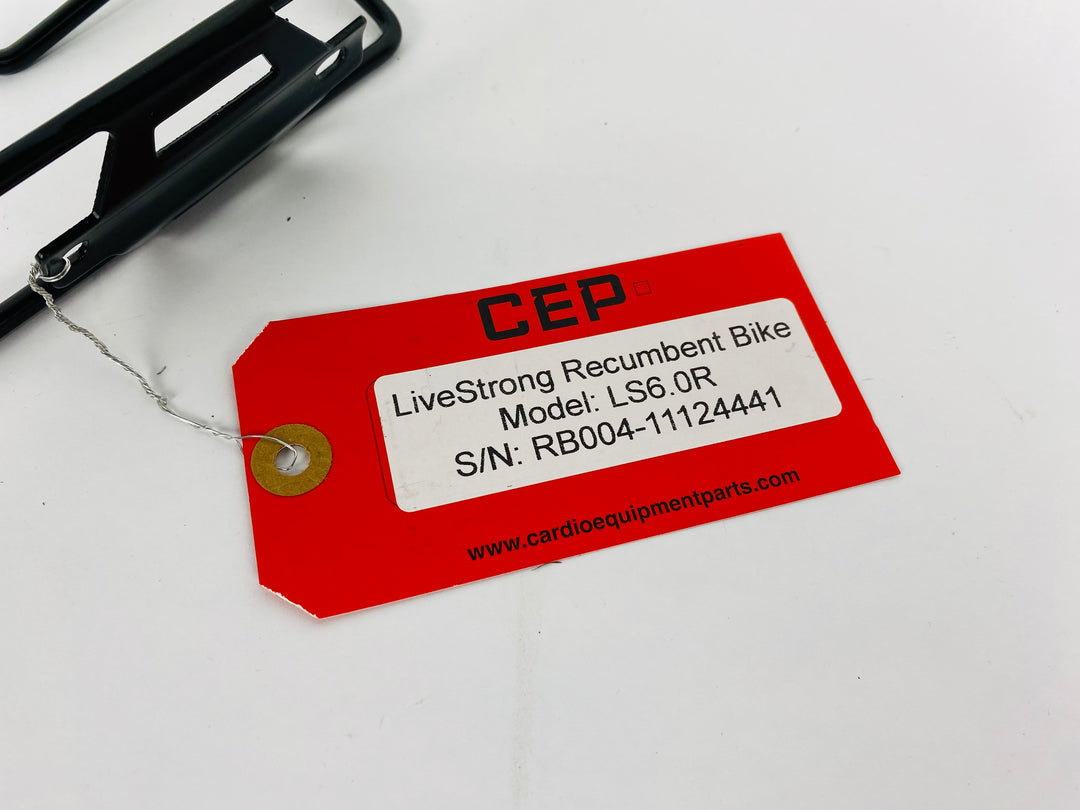 CEP
LiveStrong Recumbent Bike
Model: LS6.0R
S/N: RB004-11124441
www.cardioequipmentparts.com